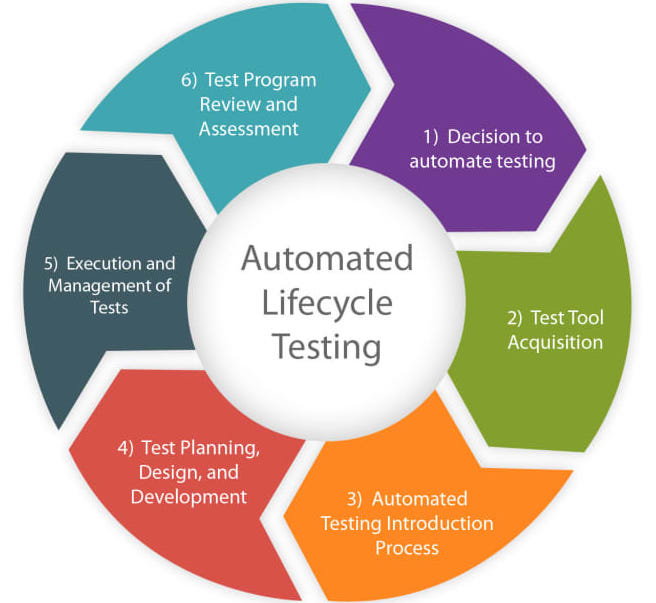 6) Test Program
Review and
Assessment
1) Decision to
automate testing
5) Execution and
Management of
Tests
Automated
Lifecycle
Testing
2) Test Tool
Acquisition
4) Test Planning,
Design, and
Development
3) Automated
Testing Introduction
Process